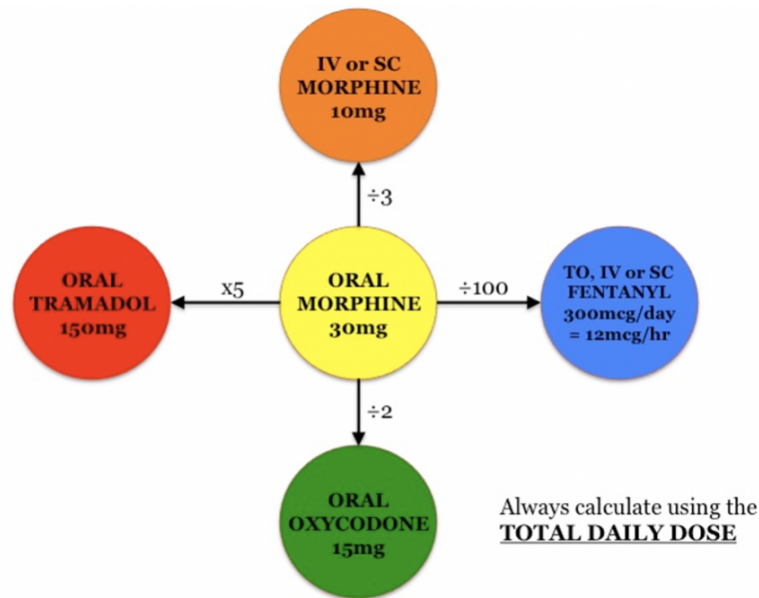 IV or SC
MORPHINE
10mg
÷3
ORAL
TRAMADOL
150mg
x5
ORAL
MORPHINE
30mg
÷100
TO, IV or SC
FENTANYL
300mcg/day
= 12mcg/hr
÷2
ORAL
OXYCODONE
15mg
Always calculate using the
TOTAL DAILY DOSE